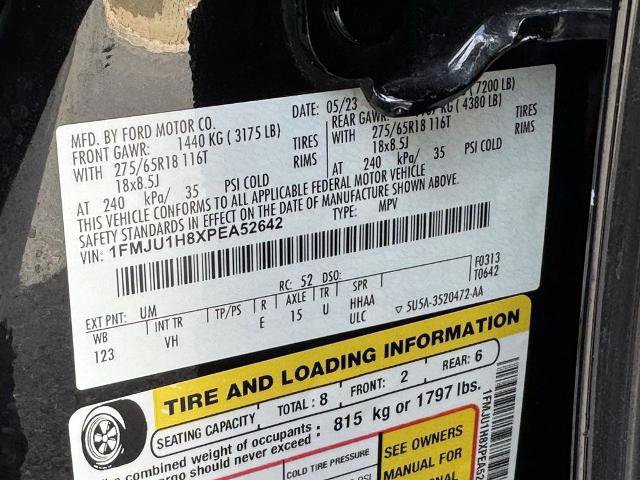 MFD. BY FORD MOTOR CO.
DATE: 05/23
7200 LB)
FRONT GAWR: 1440 KG (3175 LB)
REAR GAWR: KG (4380 LB)
WITH 275/65R18 116T TIRES
WITH 275/65R18 116T TIRES
18x8.5J RIMS
18x8.5J RIMS
AT 240 kPa/ 35 PSI COLD
AT 240 kPa/ 35 PSI COLD
THIS VEHICLE CONFORMS TO ALL APPLICABLE FEDERAL MOTOR VEHICLE
SAFETY STANDARDS IN EFFECT ON THE DATE OF
VIN: 1FMJU1H8XPEA52642
TYPE: MPV
F0313
T0642
EXT PNT: UM RC: 52 DSO:
WB INT TR TP/PS R AXLE TR SPR
123 VH E 15 U HHAA
ULC
5U5A-3520472-AA
TIRE AND LOADING INFORMATION
SEATING CAPACITY TOTAL: 8 FRONT: 2 REAR: 6
The combined weight of occupants
cargo should never exceed: 815 kg or 1797 lbs.
COLD TIRE PRESSURE
SEE OWNERS
MANUAL FOR
ADDITIONAL
1FMJU1H8XPEA52